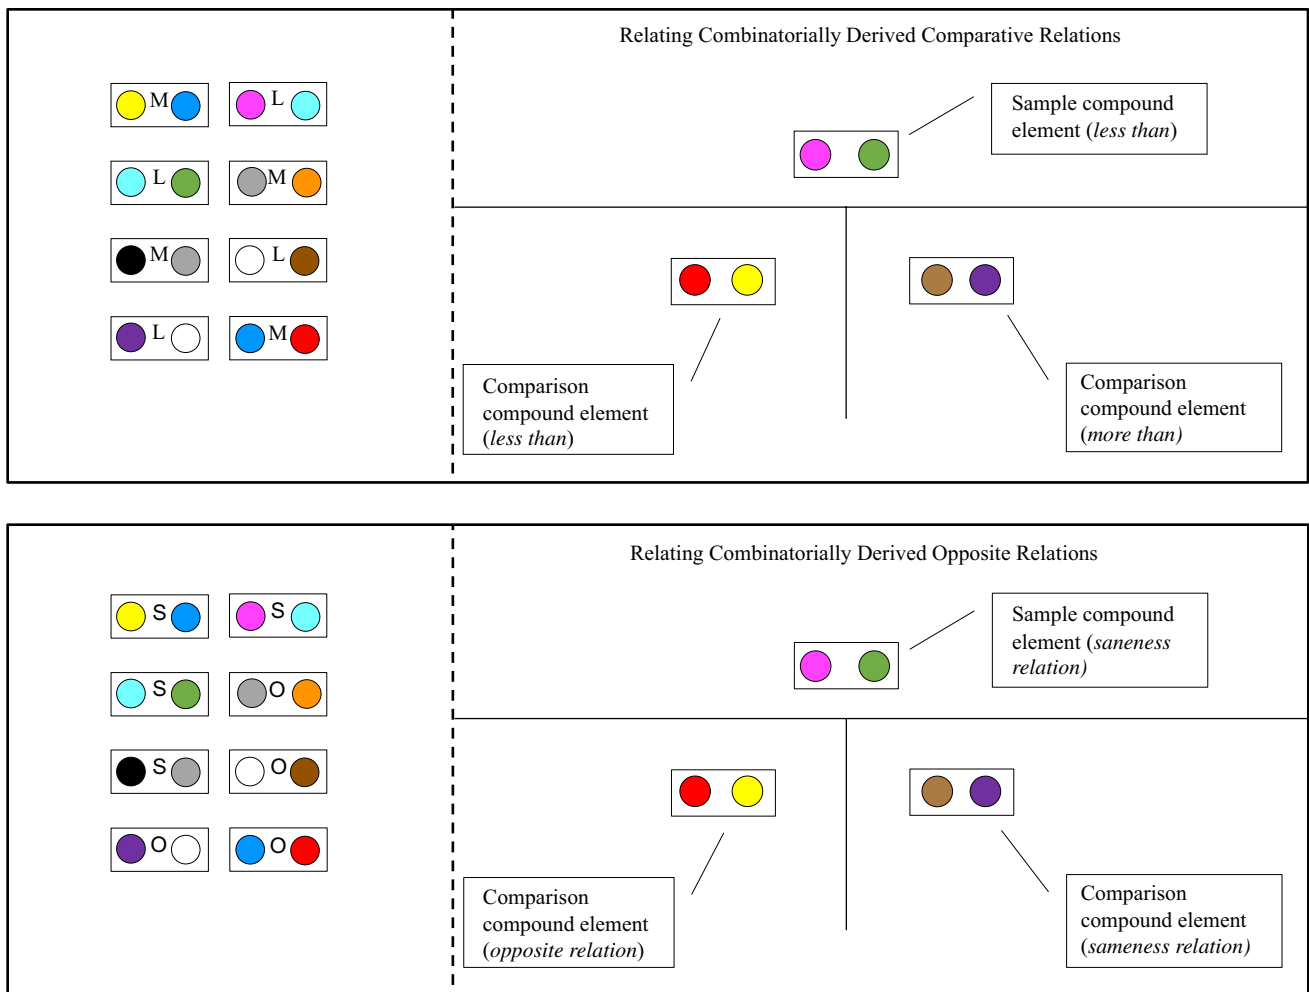 Relating Combinatorially Derived Comparative Relations
M L
L M
M L
L M
Sample compound
element (less than)
Comparison
compound element
(less than)
Comparison
compound element
(more than)
Relating Combinatorially Derived Opposite Relations
S S
S O
S O
O O
Sample compound
element (saneness
relation)
Comparison
compound element
(opposite relation)
Comparison
compound element
(sameness relation)